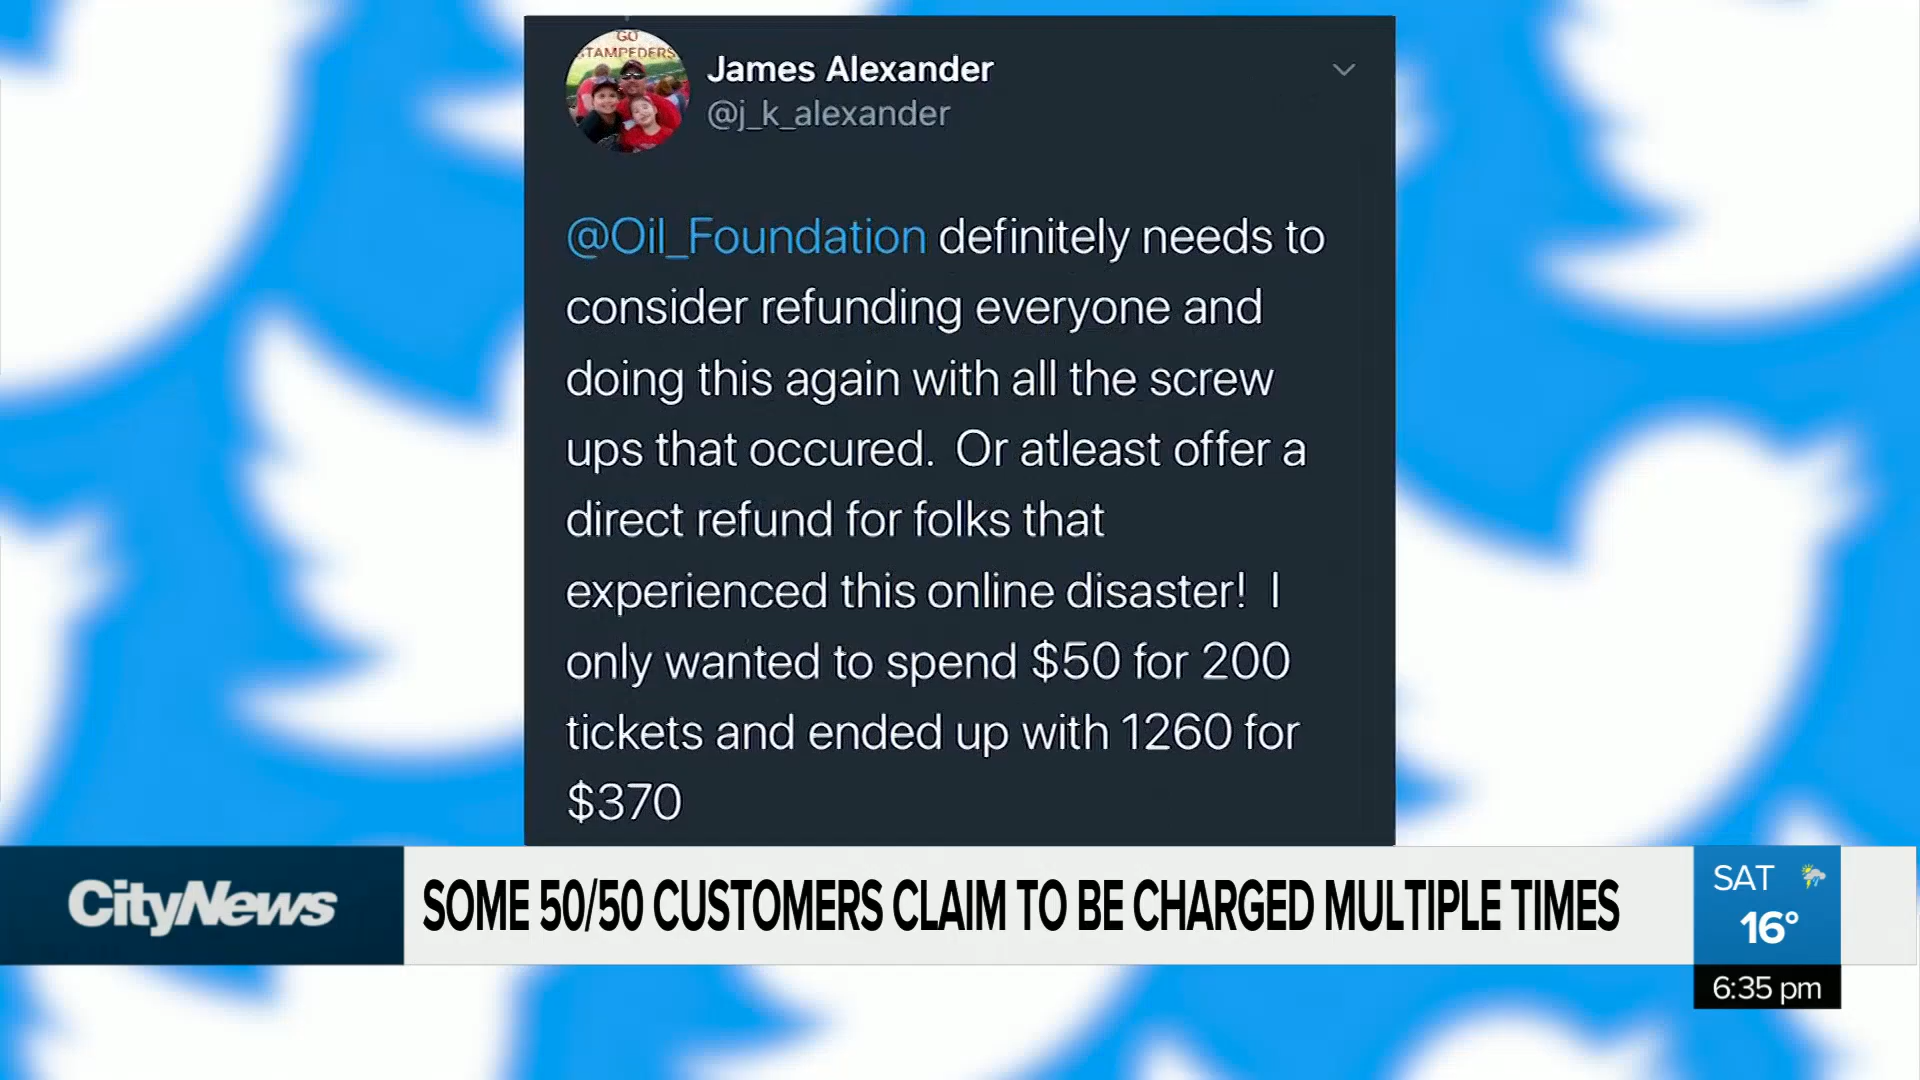 GO
STAMPEDERS
James Alexander
@j_k_alexander
@Oil_Foundation definitely needs to
consider refunding everyone and
doing this again with all the screw
ups that occured.  Or atleast offer a
direct refund for folks that
experienced this online disaster!  I
only wanted to spend $50 for 200
tickets and ended up with 1260 for
$370
CityNews
SOME 50/50 CUSTOMERS CLAIM TO BE CHARGED MULTIPLE TIMES
SAT
16°
6:35 pm